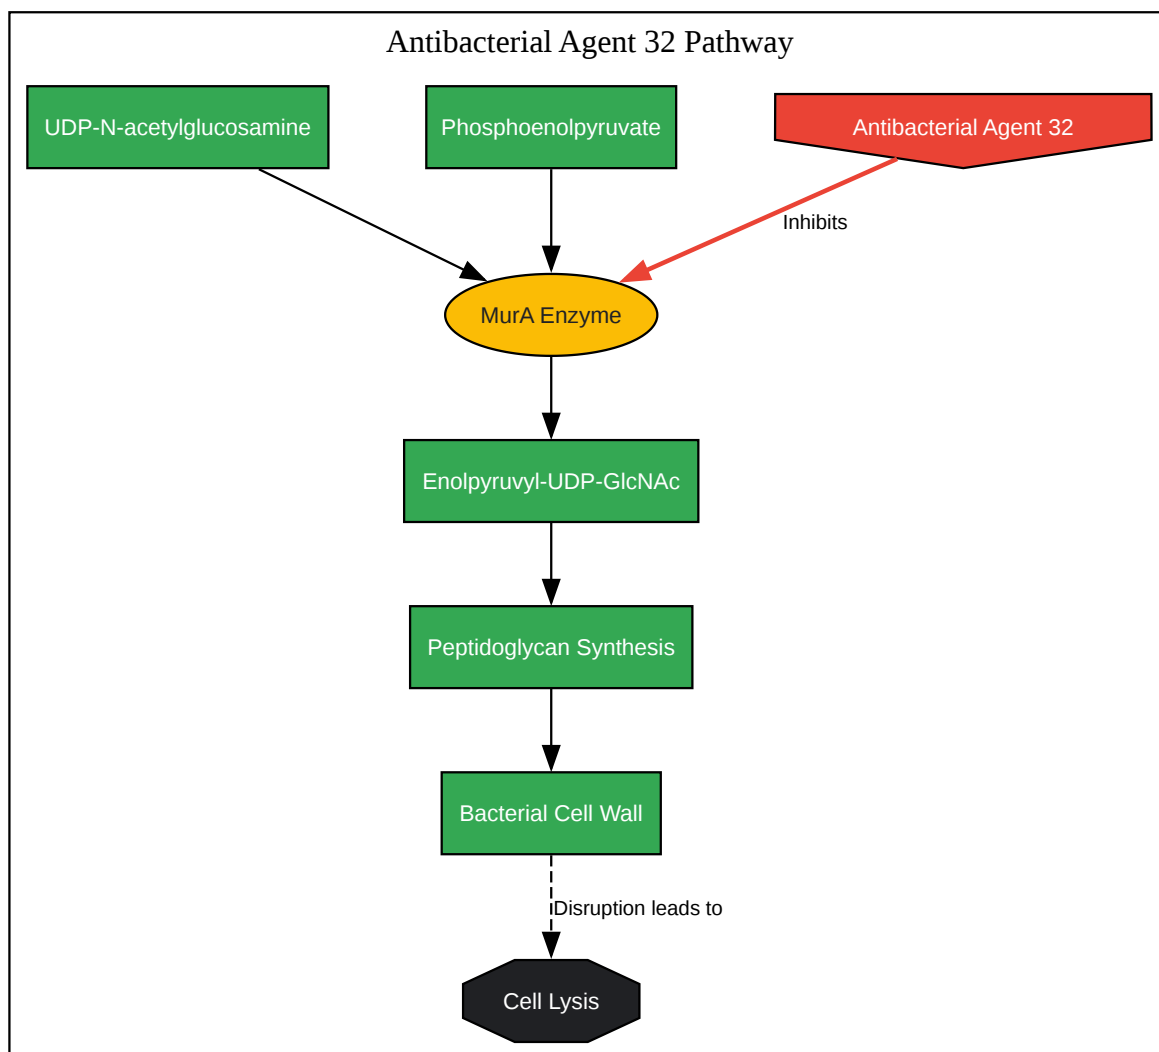 Antibacterial Agent 32 Pathway
UDP-N-acetylglucosamine
Phosphoenolpyruvate
Antibacterial Agent 32
Inhibits
MurA Enzyme
Enolpyruvyl-UDP-GlcNAc
Peptidoglycan Synthesis
Bacterial Cell Wall
Disruption leads to
Cell Lysis